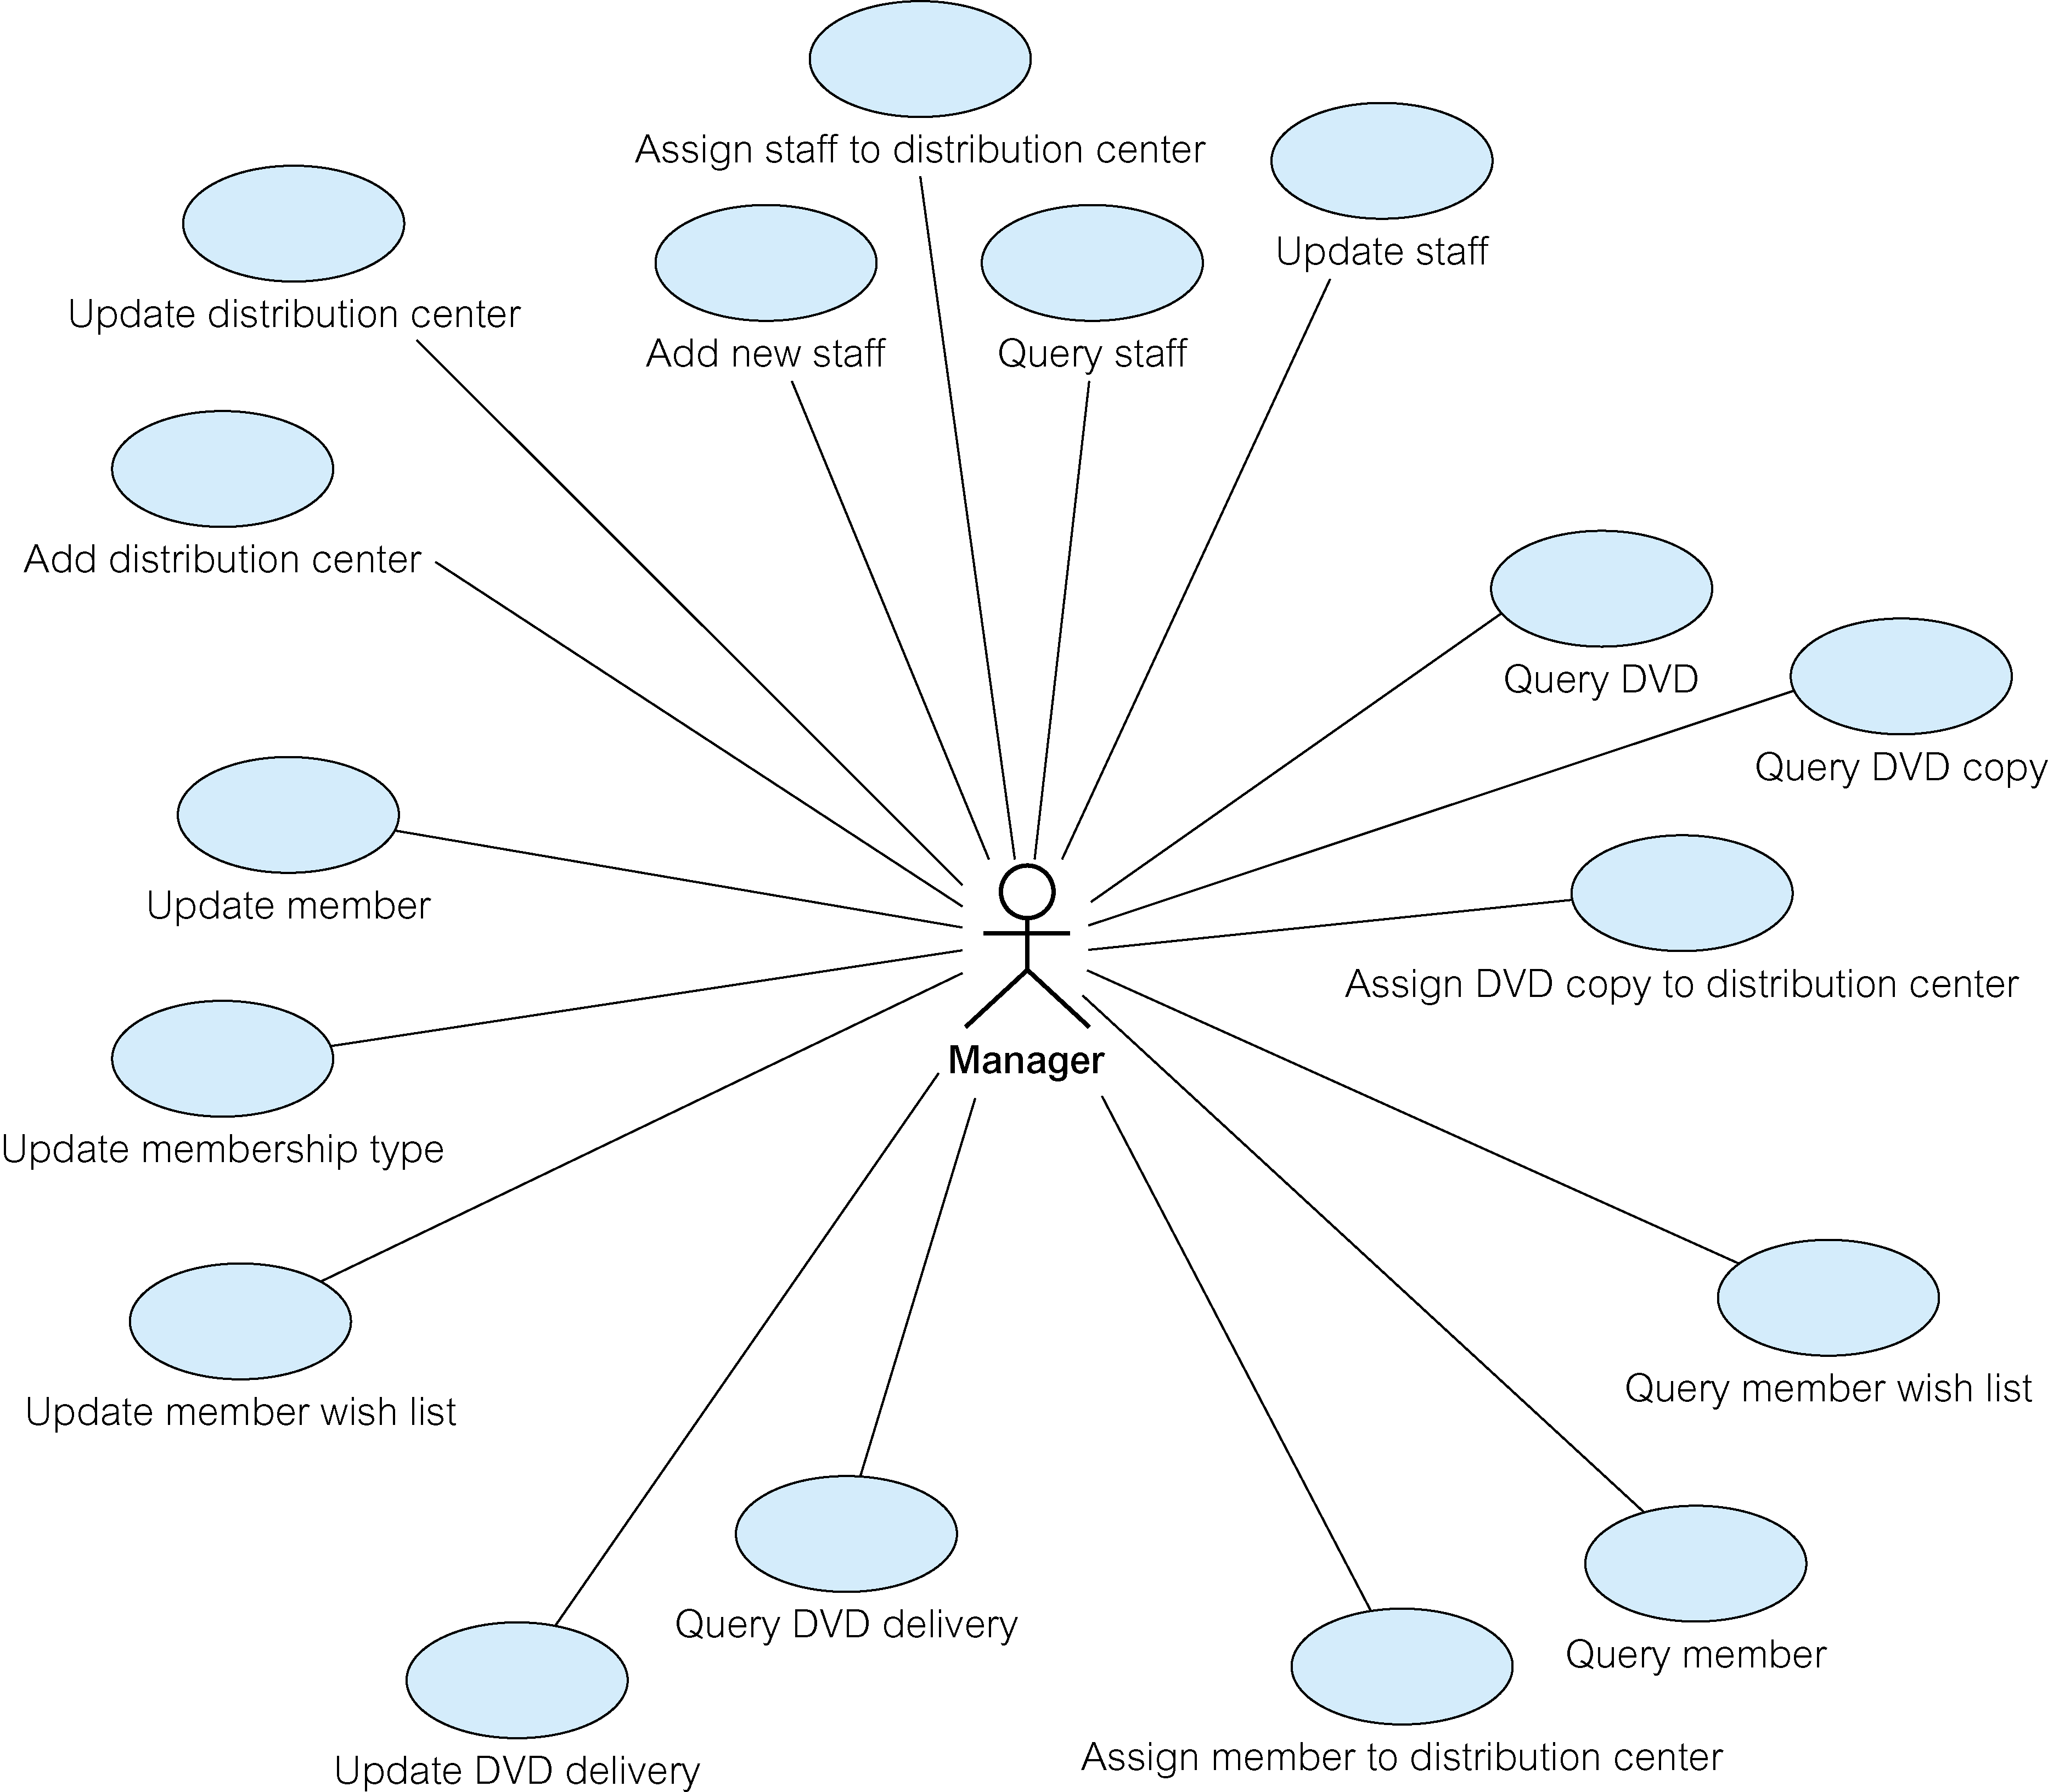 Assign staff to distribution center
Update staff
Update distribution center
Add new staff
Query staff
Add distribution center
Query DVD
Query DVD copy
Update member
Assign DVD copy to distribution center
Manager
Update membership type
Query member wish list
Update member wish list
Query DVD delivery
Query member
Assign member to distribution center
Update DVD delivery